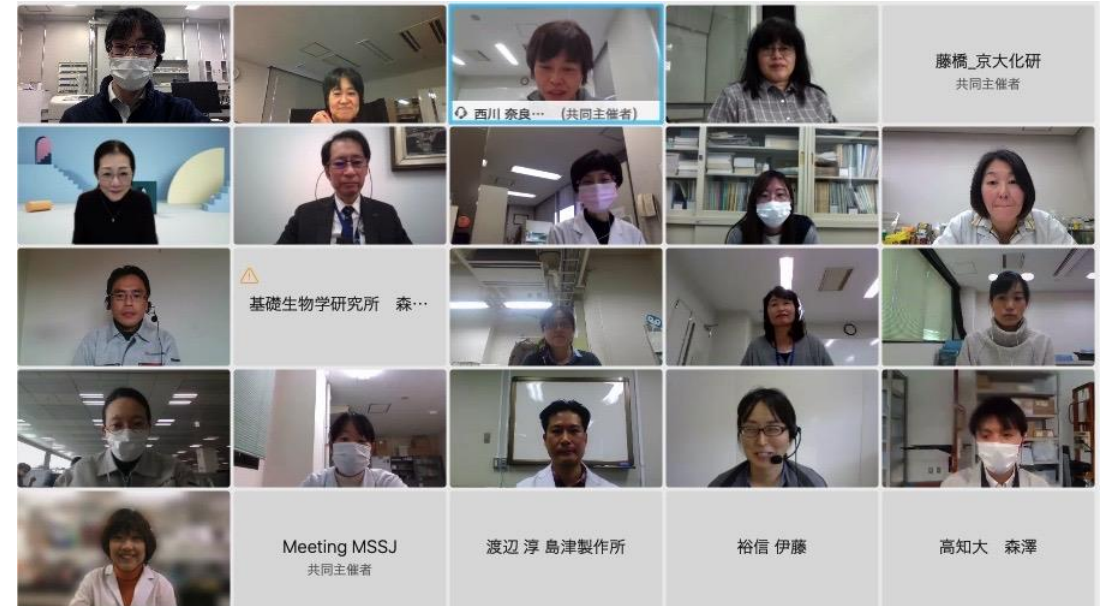 藤橋_京大化研
共同主催者
西川 奈良… (共同主催者)
基礎生物学研究所 森…
Meeting MSSJ
共同主催者
渡辺 淳 島津製作所
裕信 伊藤
高知大 森澤